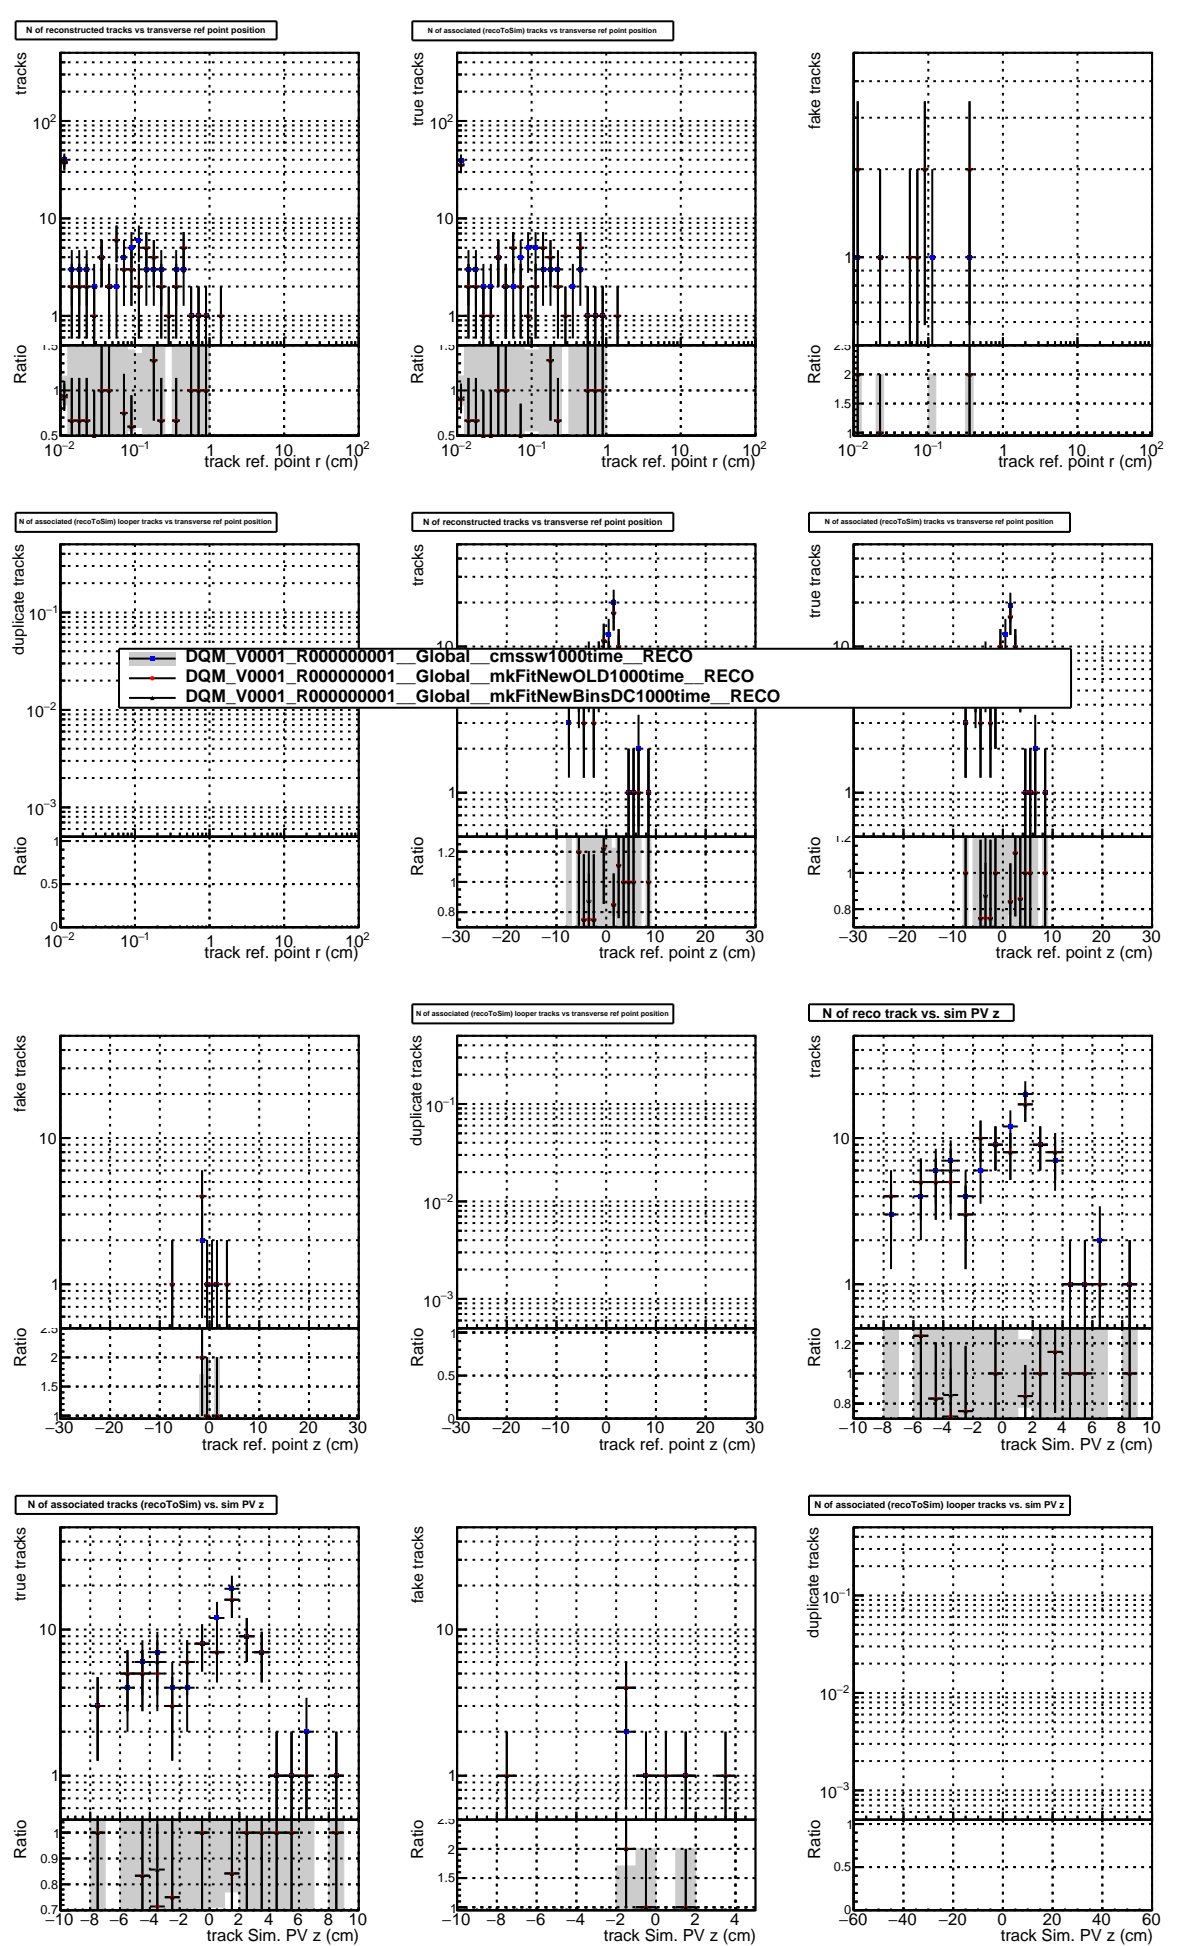 N of reconstructed tracks vs transverse ref point position
tracks
10²
10
1
Ratio
1.5
1
0.5
10⁻² 10⁻¹ 1 10 10²
track ref. point r (cm)
N of associated (recoToSim) tracks vs transverse ref point position
true tracks
10²
10
1
Ratio
1.5
1
0.5
10⁻² 10⁻¹ 1 10 10²
track ref. point r (cm)
fake tracks
1
Ratio
2.5
2
1.5
1
10⁻² 10⁻¹ 1 10 10²
track ref. point r (cm)
N of associated (recoToSim) looper tracks vs transverse ref point position
duplicate tracks
10⁻¹
10⁻²
10⁻³
Ratio
1
0.5
0
10⁻² 10⁻¹ 1 10 10²
track ref. point r (cm)
N of reconstructed tracks vs transverse ref point position
tracks
10
1
Ratio
1.2
1
0.8
−30 −20 −10 0 10 20 30
track ref. point z (cm)
N of associated (recoToSim) tracks vs transverse ref point position
true tracks
10
1
Ratio
1.2
1
0.8
−30 −20 −10 0 10 20 30
track ref. point z (cm)
DQM_V0001_R000000001__Global__cmssw1000time__RECO
DQM_V0001_R000000001__Global__mkFitNewOLD1000time__RECO
DQM_V0001_R000000001__Global__mkFitNewBinsDC1000time__RECO
fake tracks
10
1
Ratio
2.5
2
1.5
1
−30 −20 −10 0 10 20 30
track ref. point z (cm)
N of associated (recoToSim) looper tracks vs transverse ref point position
duplicate tracks
10⁻¹
10⁻²
10⁻³
Ratio
1
0.5
0
−30 −20 −10 0 10 20 30
track ref. point z (cm)
N of reco track vs. sim PV z
tracks
10
1
Ratio
1.2
1
0.8
−10 −8 −6 −4 −2 0 2 4 6 8 10
track Sim. PV z (cm)
N of associated tracks (recoToSim) vs. sim PV z
true tracks
10
1
Ratio
1
0.9
0.8
0.7
−10 −8 −6 −4 −2 0 2 4 6 8 10
track Sim. PV z (cm)
fake tracks
10
1
Ratio
2.5
2
1.5
1
−10 −8 −6 −4 −2 0 2 4
track Sim. PV z (cm)
N of associated (recoToSim) looper tracks vs. sim PV z
duplicate tracks
10⁻¹
10⁻²
10⁻³
Ratio
1
0.5
0
−60 −40 −20 0 20 40 60
track Sim. PV z (cm)